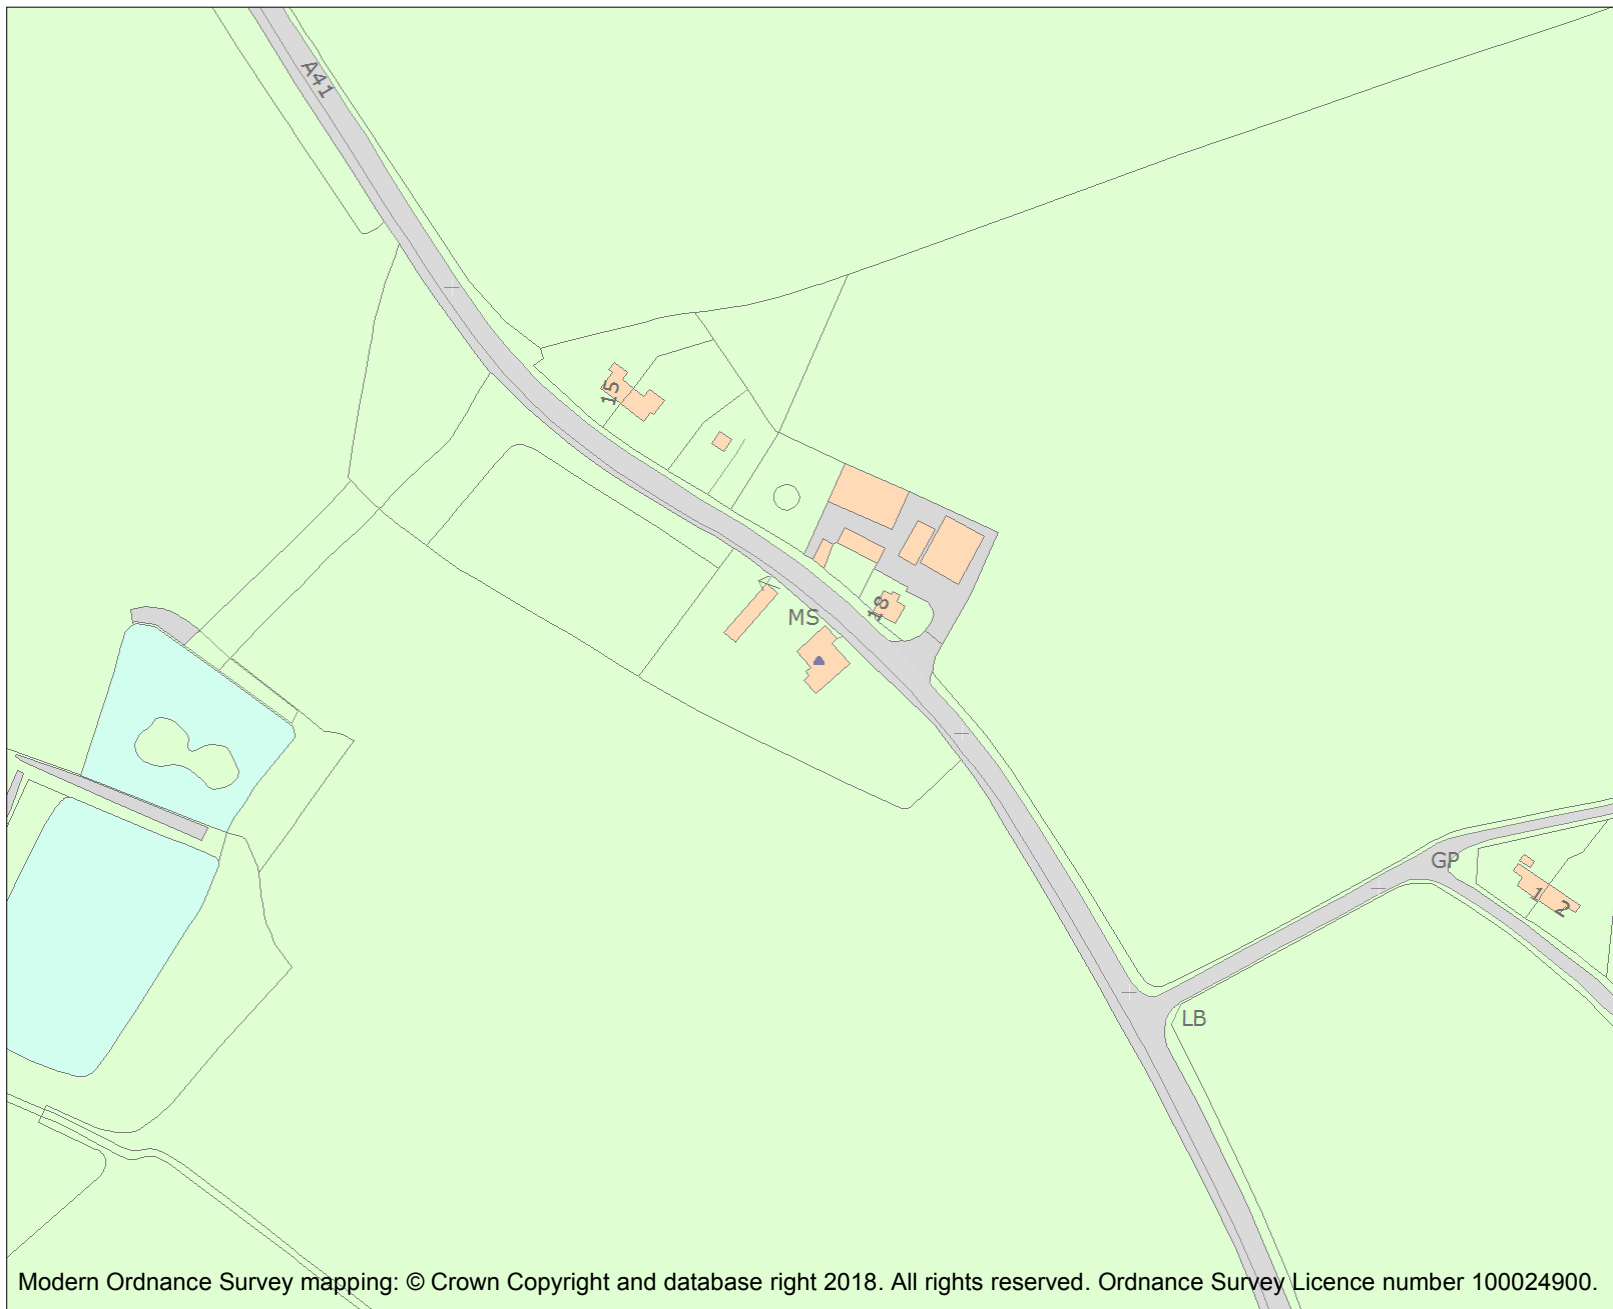 A41
15
18
MS
GP
1
2
LB
Modern Ordnance Survey mapping: © Crown Copyright and database right 2018. All rights reserved. Ordnance Survey Licence number 100024900.